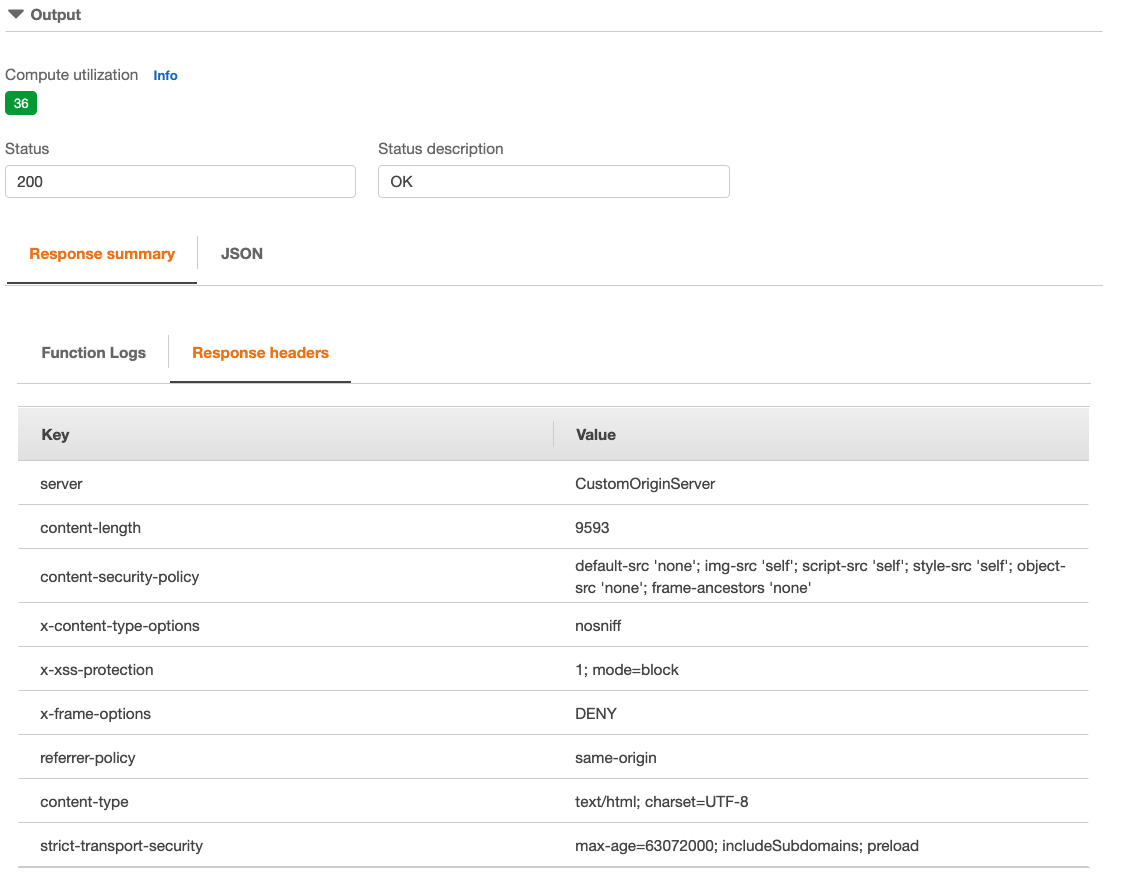 Output
Compute utilization Info
36
Status Status description
200 OK
Response summary JSON
Function Logs Response headers
Key Value
server CustomOriginServer
content-length 9593
content-security-policy default-src 'none'; img-src 'self'; script-src 'self'; style-src 'self'; object-
src 'none'; frame-ancestors 'none'
x-content-type-options nosniff
x-xss-protection 1; mode=block
x-frame-options DENY
referrer-policy same-origin
content-type text/html; charset=UTF-8
strict-transport-security max-age=63072000; includeSubdomains; preload